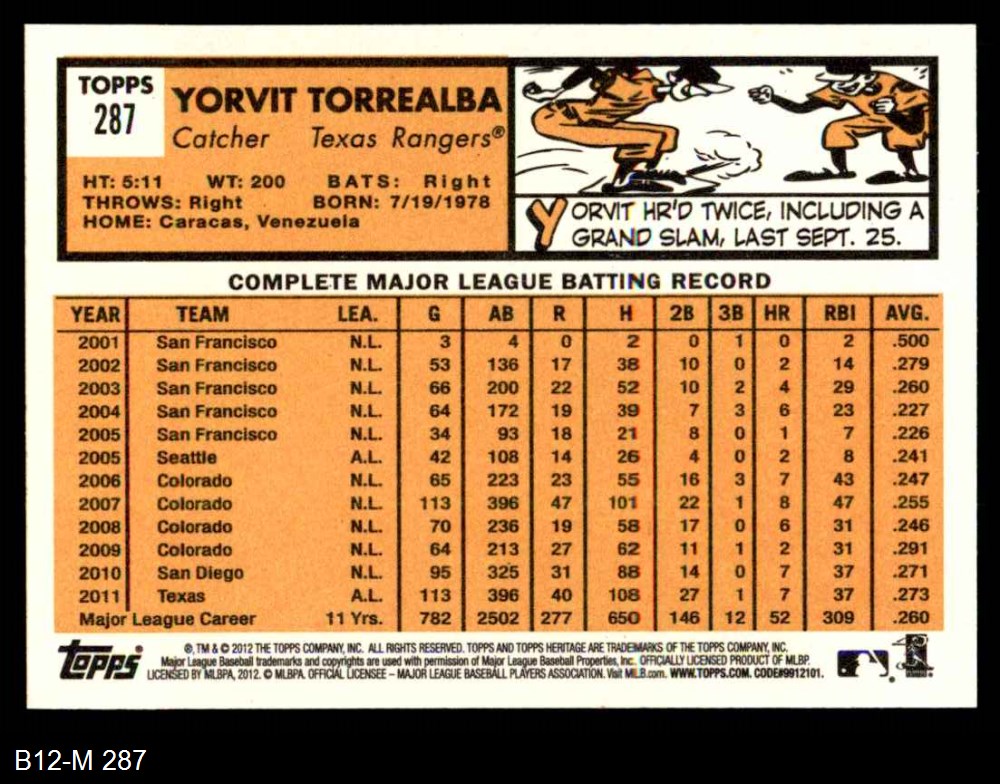 TOPPS
287
YORVIT TORREALBA
Catcher Texas Rangers®
HT: 5:11 WT: 200 BATS: Right
THROWS: Right BORN: 7/19/1978
HOME: Caracas, Venezuela
YORVIT HR'D TWICE, INCLUDING A
GRAND SLAM, LAST SEPT. 25.
COMPLETE MAJOR LEAGUE BATTING RECORD
YEAR TEAM LEA. G AB R H 2B 3B HR RBI AVG.
2001 San Francisco N.L. 3 4 0 2 0 1 0 2 .500
2002 San Francisco N.L. 53 136 17 38 10 0 2 14 .279
2003 San Francisco N.L. 66 200 22 52 10 2 4 29 .260
2004 San Francisco N.L. 64 172 19 39 7 3 6 23 .227
2005 San Francisco N.L. 34 93 18 21 8 0 1 7 .226
2005 Seattle A.L. 42 108 14 26 4 0 2 8 .241
2006 Colorado N.L. 65 223 23 55 16 3 7 43 .247
2007 Colorado N.L. 113 396 47 101 22 1 8 47 .255
2008 Colorado N.L. 70 236 19 58 17 0 6 31 .246
2009 Colorado N.L. 64 213 27 62 11 1 2 31 .291
2010 San Diego N.L. 95 325 31 88 14 0 7 37 .271
2011 Texas A.L. 113 396 40 108 27 1 7 37 .273
Major League Career 11 Yrs. 782 2502 277 650 146 12 52 309 .260
topps
®, TM & © 2012 THE TOPPS COMPANY, INC. ALL RIGHTS RESERVED. TOPPS AND TOPPS HERITAGE ARE TRADEMARKS OF THE TOPPS COMPANY, INC.
Major League Baseball trademarks and copyrights are used with permission of Major League Baseball Properties, Inc. OFFICIALLY LICENSED PRODUCT OF MLBP.
LICENSED BY MLBPA, 2012. © MLBPA. OFFICIAL LICENSEE – MAJOR LEAGUE BASEBALL PLAYERS ASSOCIATION. Visit MLB.com. WWW.TOPPS.COM. CODE#9912101.
B12-M 287